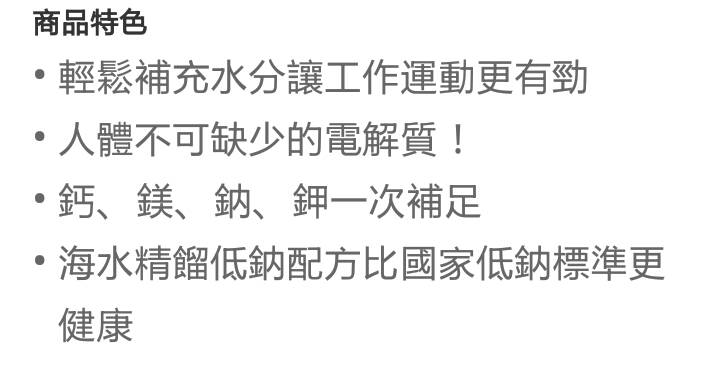 商品特色
• 輕鬆補充水分讓工作運動更有勁
• 人體不可缺少的電解質！
• 鈣、鎂、鈉、鉀一次補足
• 海水精餾低鈉配方比國家低鈉標準更
健康